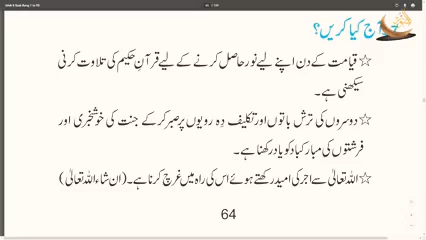 آج کیا کریں؟
☆ قیامت کے دن اپنے لیے نور حاصل کرنے کے لیے قرآنِ حکیم کی تلاوت کرنی
سیکھنی ہے۔
☆ دوسروں کی ترش باتوں اور تکلیف دِہ رویوں پر صبر کر کے جنت کی خوشخبری اور
فرشتوں کی مبارکباد کو یاد رکھنا ہے۔
☆ اللہ تعالیٰ سے اجر کی امید رکھتے ہوئے اس کی راہ میں خرچ کرنا ہے۔ (ان شاء اللہ تعالیٰ)
64